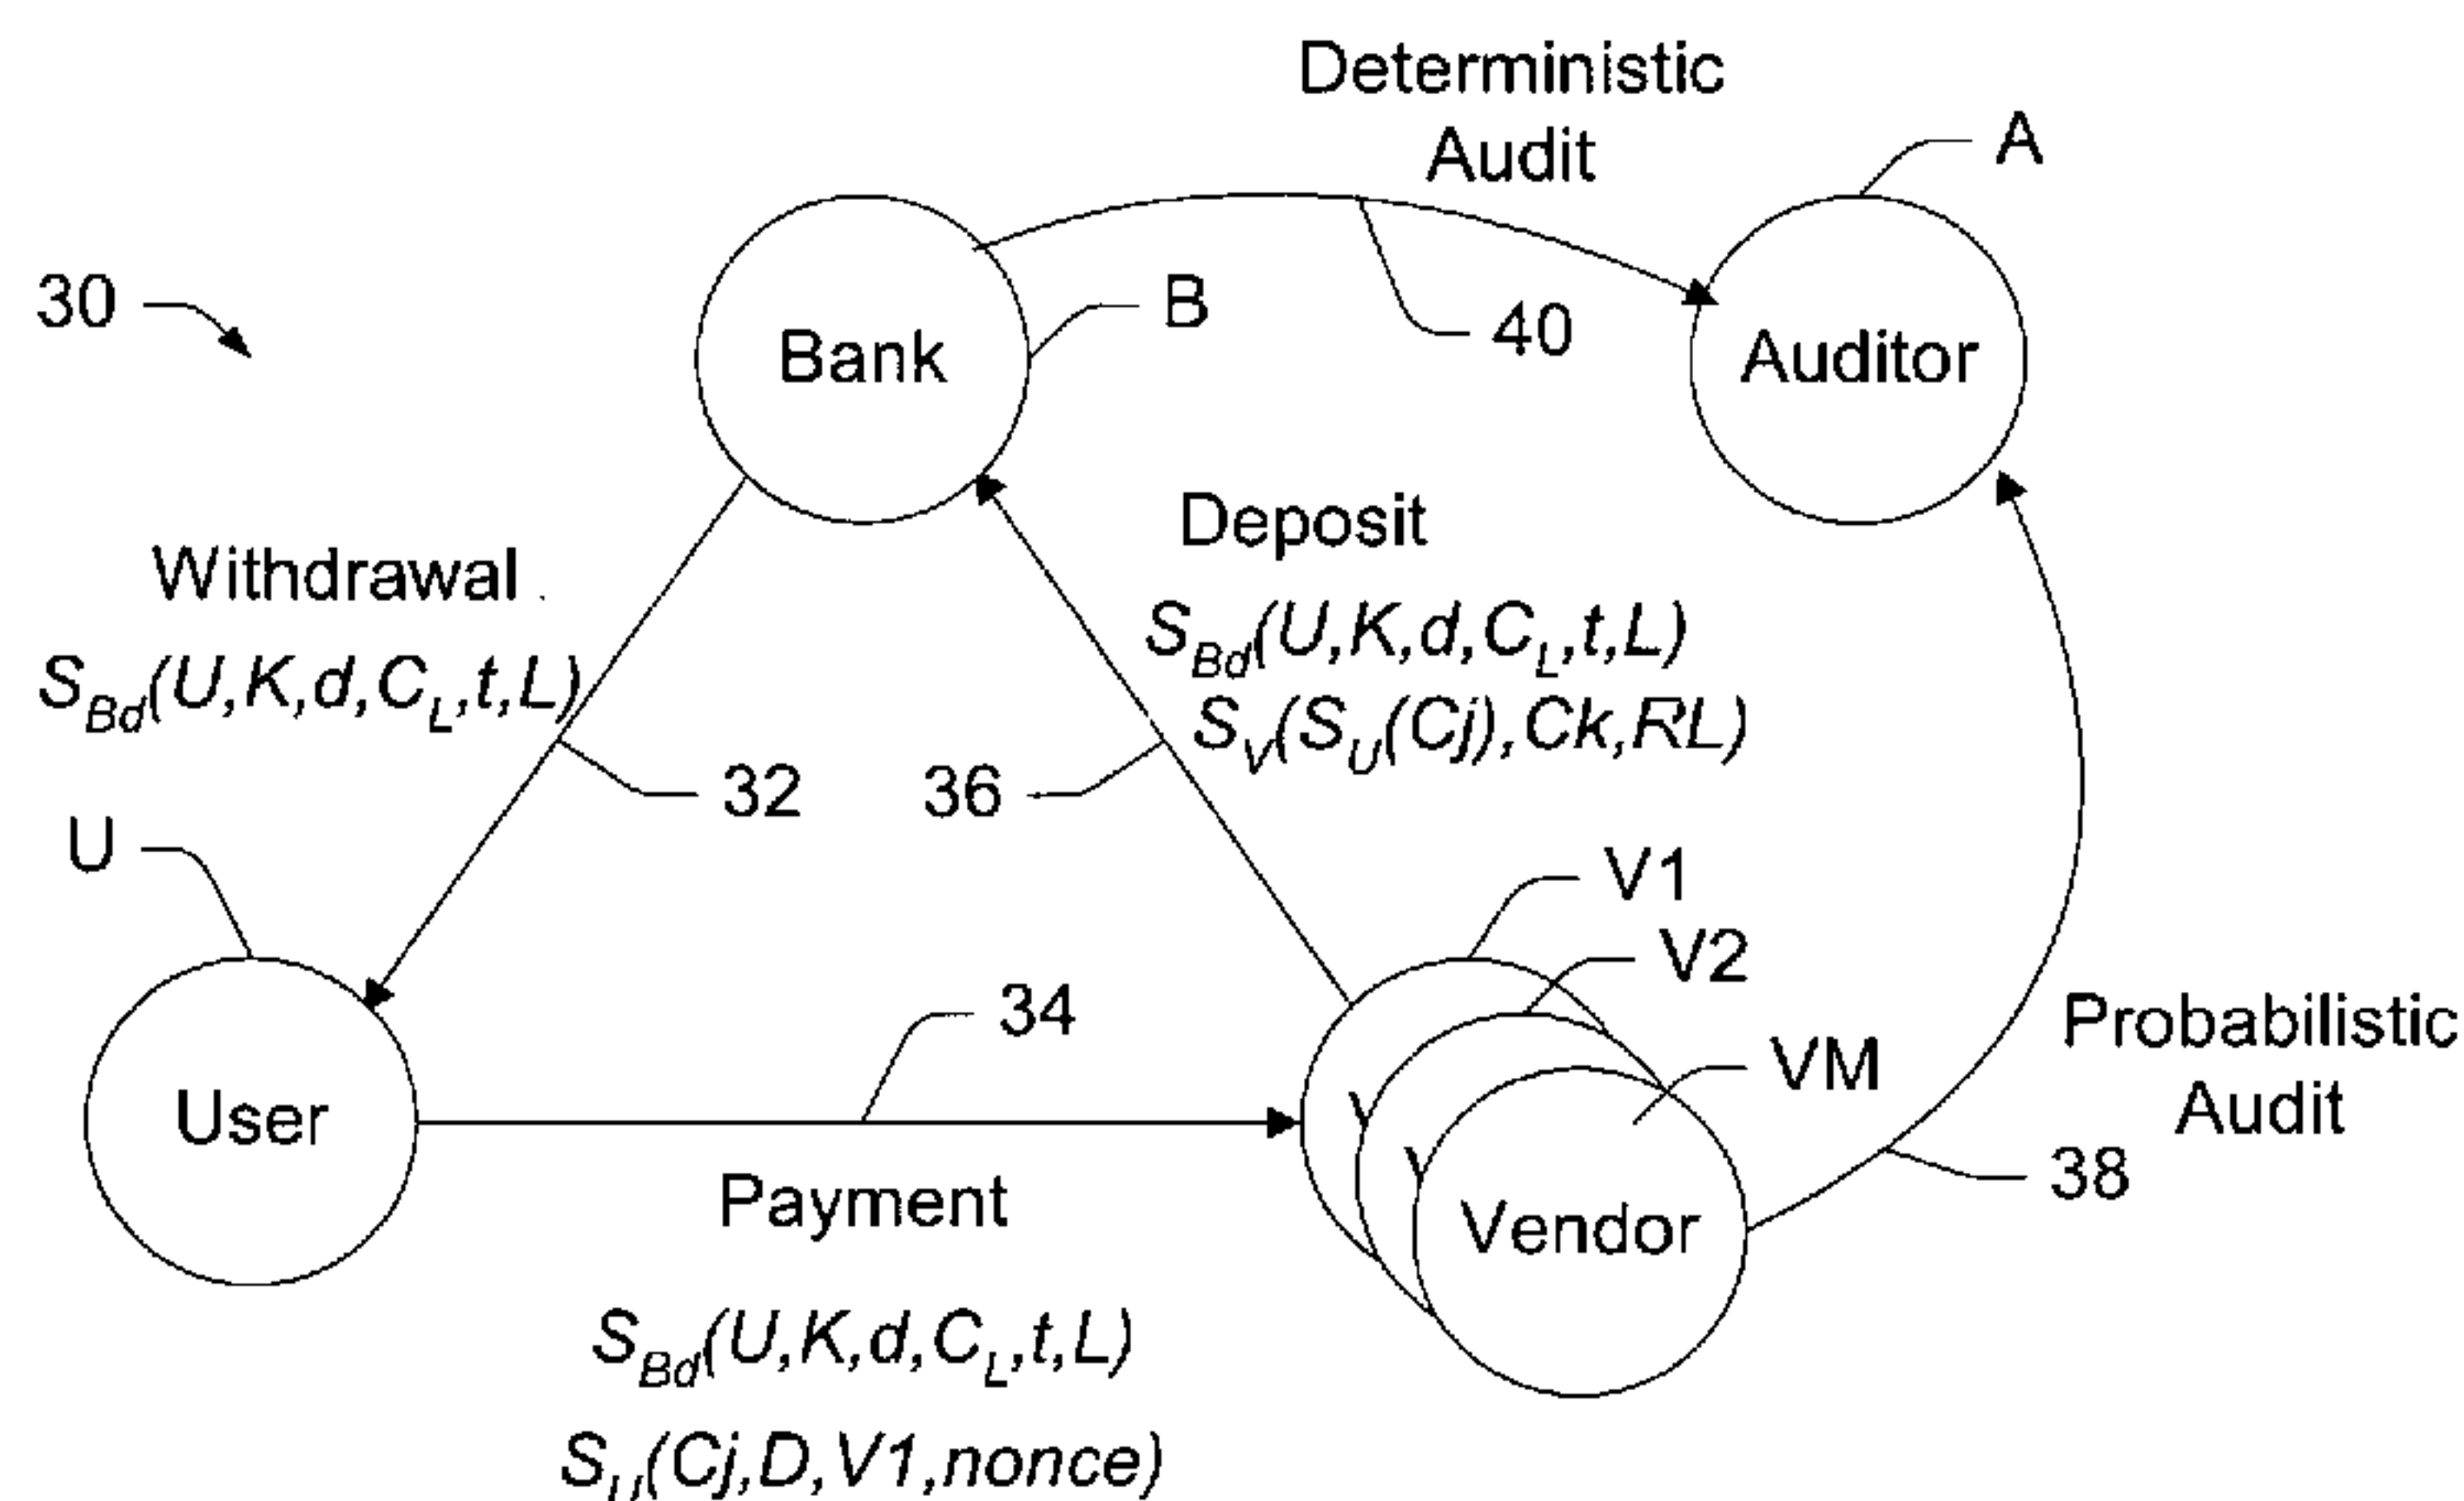 Deterministic
Audit
A
30
Bank
B
40
Auditor
Withdrawal
S_Bd(U,K,d,C_L,t,L)
Deposit
S_Bd(U,K,d,C_L,t,L)
S_V(S_U(Cj),Ck,RL)
32
36
U
V1
V2
34
VM
Probabilistic
Audit
User
V
V
Vendor
38
Payment
S_Bd(U,K,d,C_L,t,L)
S_U(Cj,D,V1,nonce)